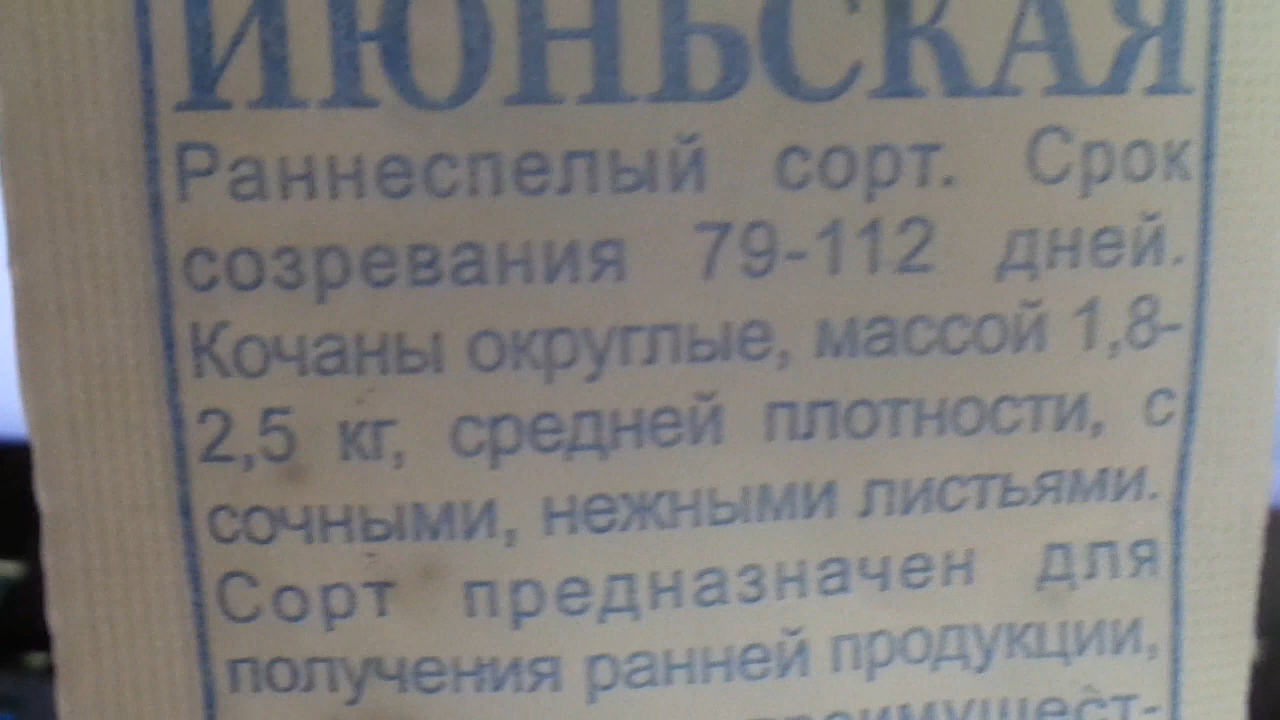 ИЮНЬСКАЯ
Раннеспелый сорт. Срок
созревания 79-112 дней.
Кочаны округлые, массой 1,8-
2,5 кг, средней плотности, с
сочными, нежными листьями.
Сорт предназначен для
получения ранней продукции,
преимущест-